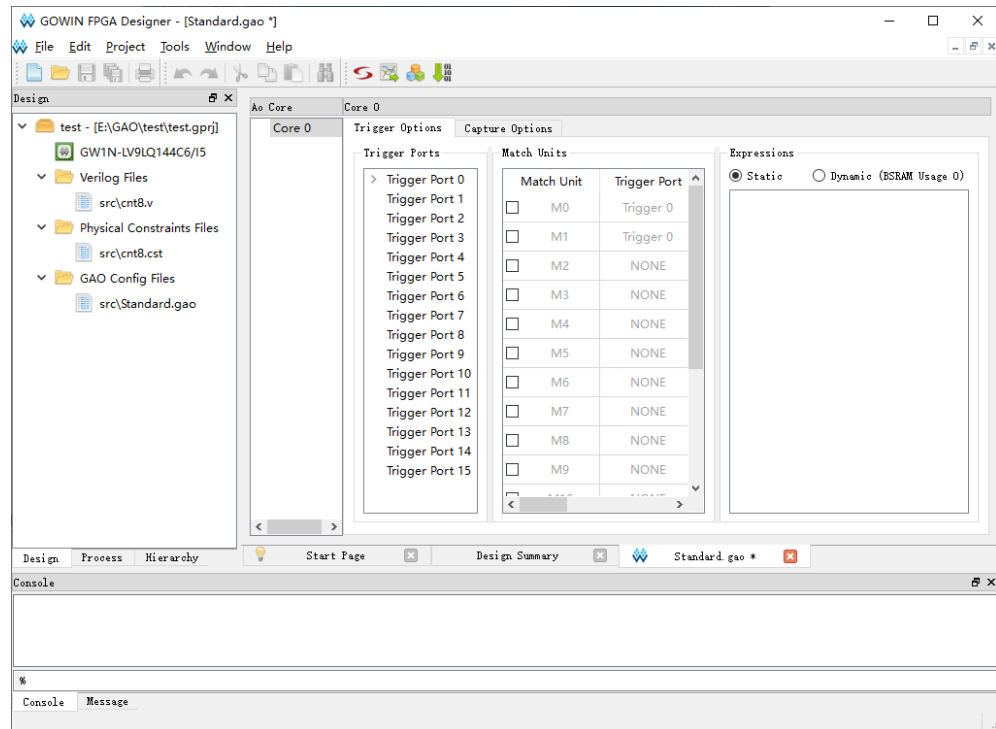 GOWIN FPGA Designer - [Standard.gao *]
File Edit Project Tools Window Help
Design
test - [E:\GAO\test\test.gprj]
GW1N-LV9LQ144C6/I5
Verilog Files
src\cnt8.v
Physical Constraints Files
src\cnt8.cst
GAO Config Files
src\Standard.gao
Design Process Hierarchy
Ao Core
Core 0
Core 0
Trigger Options Capture Options
Trigger Ports
Trigger Port 0
Trigger Port 1
Trigger Port 2
Trigger Port 3
Trigger Port 4
Trigger Port 5
Trigger Port 6
Trigger Port 7
Trigger Port 8
Trigger Port 9
Trigger Port 10
Trigger Port 11
Trigger Port 12
Trigger Port 13
Trigger Port 14
Trigger Port 15
Match Units
Match Unit Trigger Port
M0 Trigger 0
M1 Trigger 0
M2 NONE
M3 NONE
M4 NONE
M5 NONE
M6 NONE
M7 NONE
M8 NONE
M9 NONE
Expressions
Static Dynamic (BSRAM Usage 0)
Start Page Design Summary Standard.gao *
Console
%
Console Message